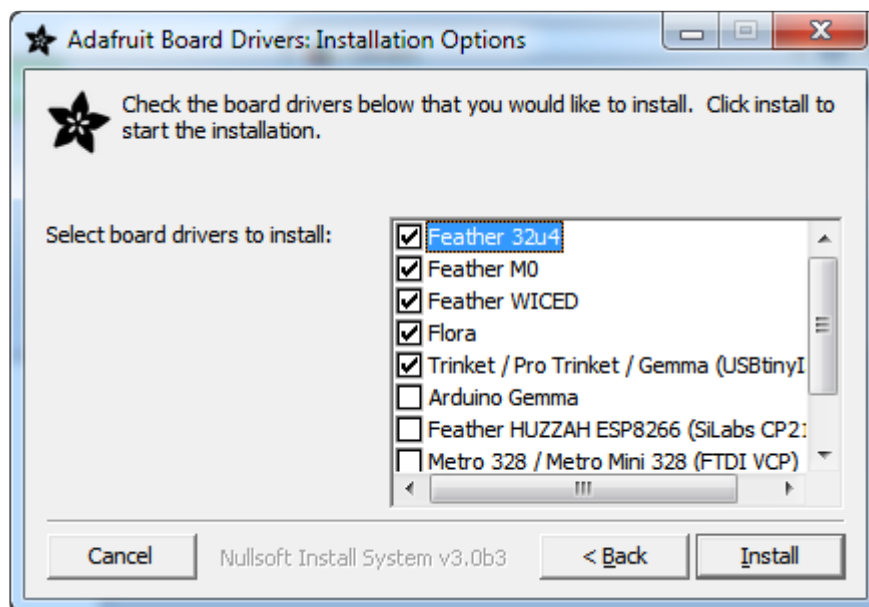 Adafruit Board Drivers: Installation Options
Check the board drivers below that you would like to install. Click install to
start the installation.
Select board drivers to install:
Feather 32u4
Feather M0
Feather WICED
Flora
Trinket / Pro Trinket / Gemma (USBtinyI
Arduino Gemma
Feather HUZZAH ESP8266 (SiLabs CP21
Metro 328 / Metro Mini 328 (FTDI VCP)
Cancel
Nullsoft Install System v3.0b3
< Back
Install